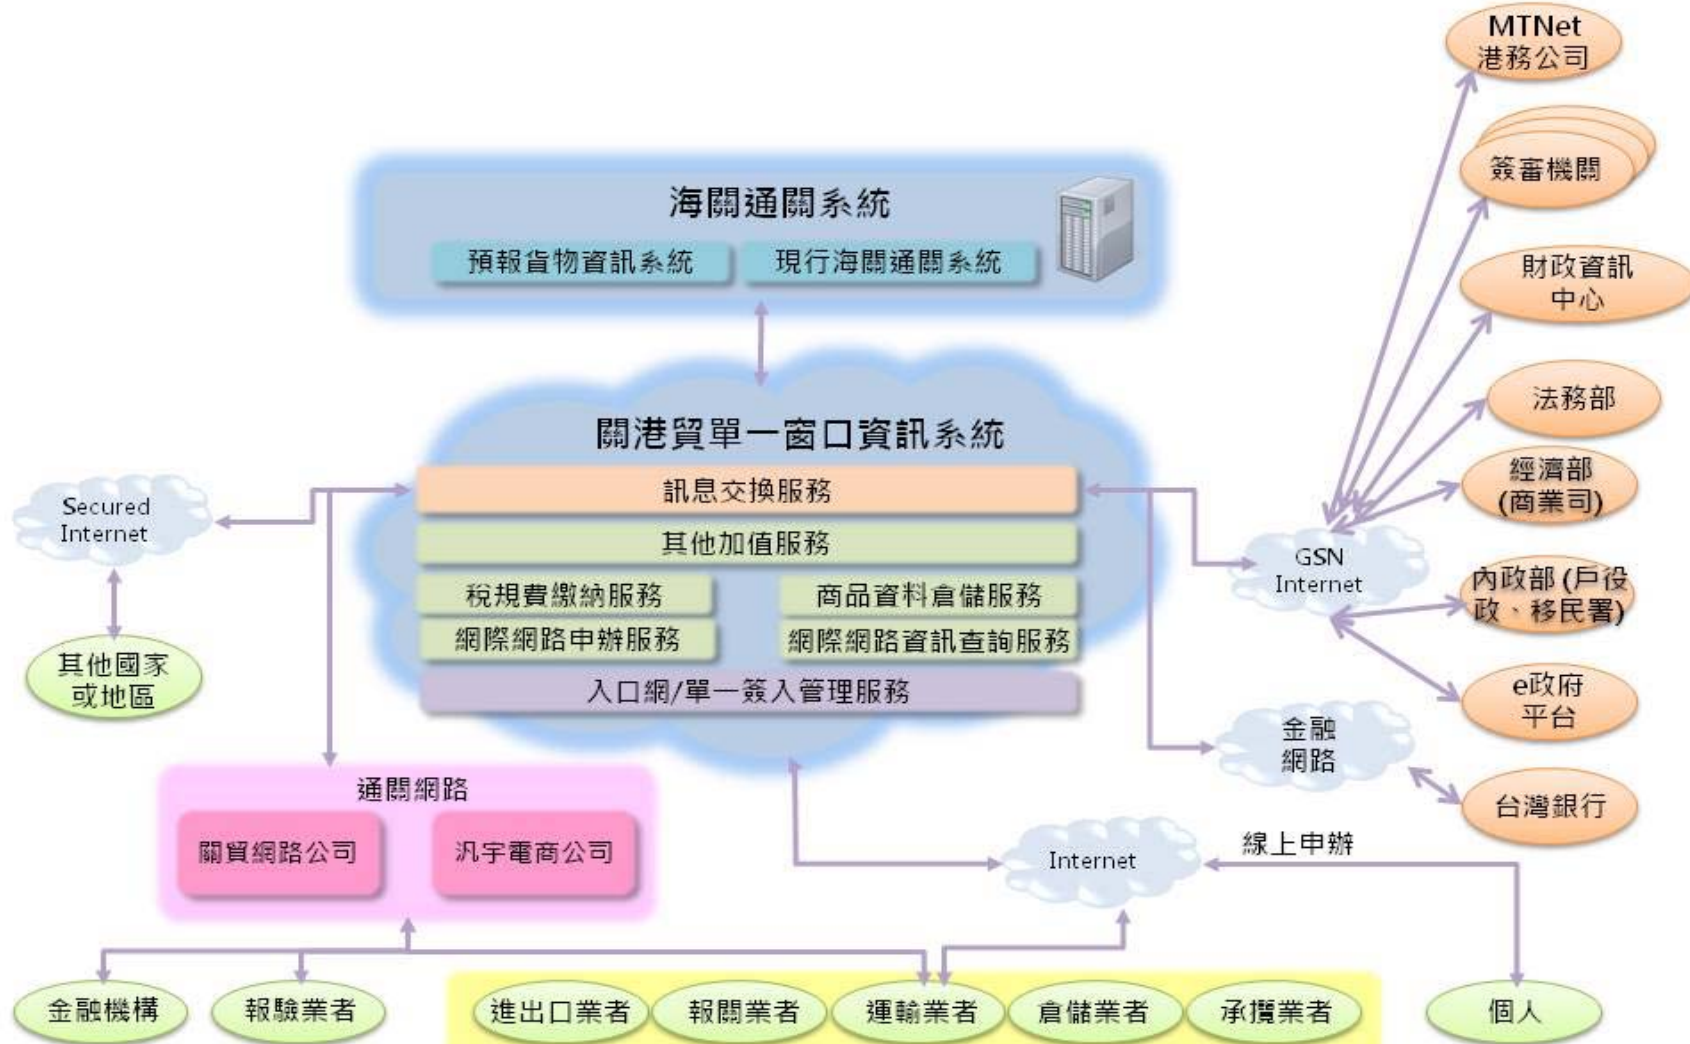 MTNet
港務公司
簽審機關
海關通關系統
預報貨物資訊系統
現行海關通關系統
財政資訊
中心
法務部
關港貿單一窗口資訊系統
訊息交換服務
經濟部
(商業司)
Secured
Internet
其他加值服務
GSN
Internet
稅規費繳納服務
商品資料倉儲服務
內政部 (戶役
政、移民署)
網際網路申辦服務
網際網路資訊查詢服務
其他國家
或地區
入口網/單一簽入管理服務
e政府
平台
金融
網路
通關網路
台灣銀行
關貿網路公司
汎宇電商公司
Internet
線上申辦
金融機構
報驗業者
進出口業者
報關業者
運輸業者
倉儲業者
承攬業者
個人